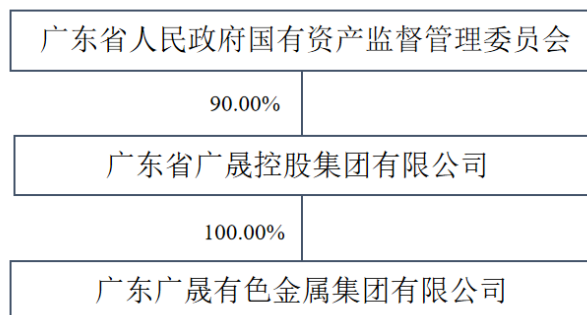 广东省人民政府国有资产监督管理委员会
90.00%
广东省广晟控股集团有限公司
100.00%
广东广晟有色金属集团有限公司